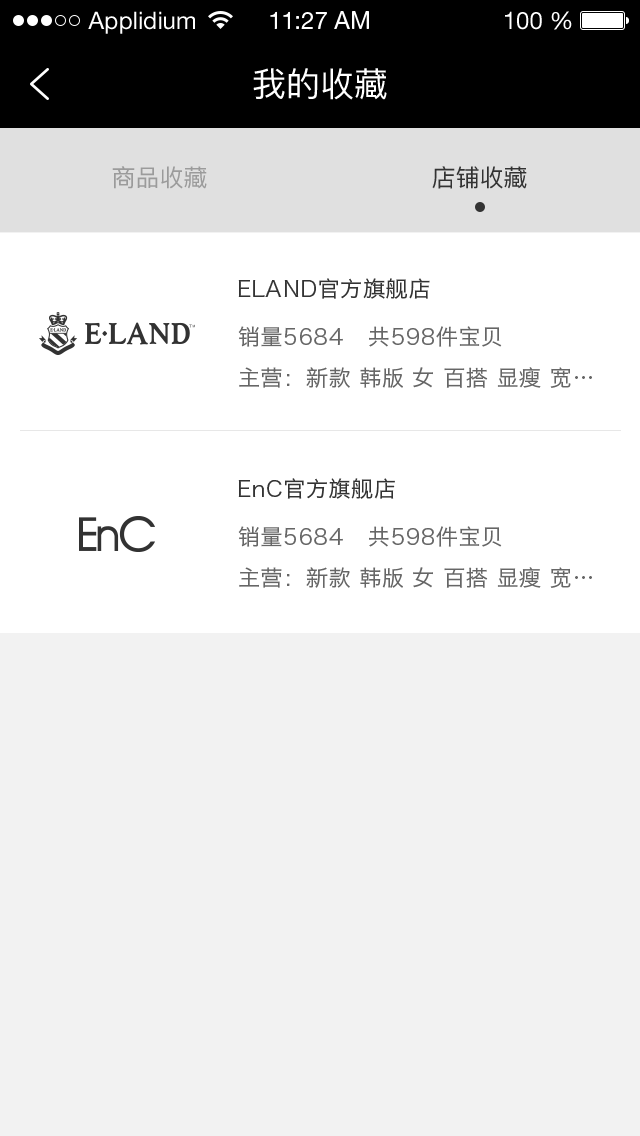 Applidium 11:27 AM 100 %
我的收藏
商品收藏 店铺收藏
E·LAND™
ELAND官方旗舰店
销量5684 共598件宝贝
主营：新款 韩版 女 百搭 显瘦 宽…
EnC
EnC官方旗舰店
销量5684 共598件宝贝
主营：新款 韩版 女 百搭 显瘦 宽…